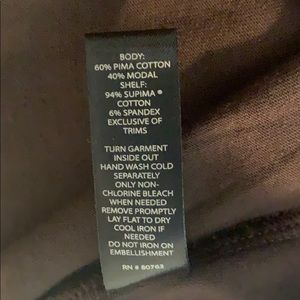 BODY:
60% PIMA COTTON
40% MODAL
SHELF:
94% SUPIMA ®
COTTON
6% SPANDEX
EXCLUSIVE OF
TRIMS
TURN GARMENT
INSIDE OUT
HAND WASH COLD
SEPARATELY
ONLY NON-
CHLORINE BLEACH
WHEN NEEDED
REMOVE PROMPTLY
LAY FLAT TO DRY
COOL IRON IF
NEEDED
DO NOT IRON ON
EMBELLISHMENT
RN # 80763